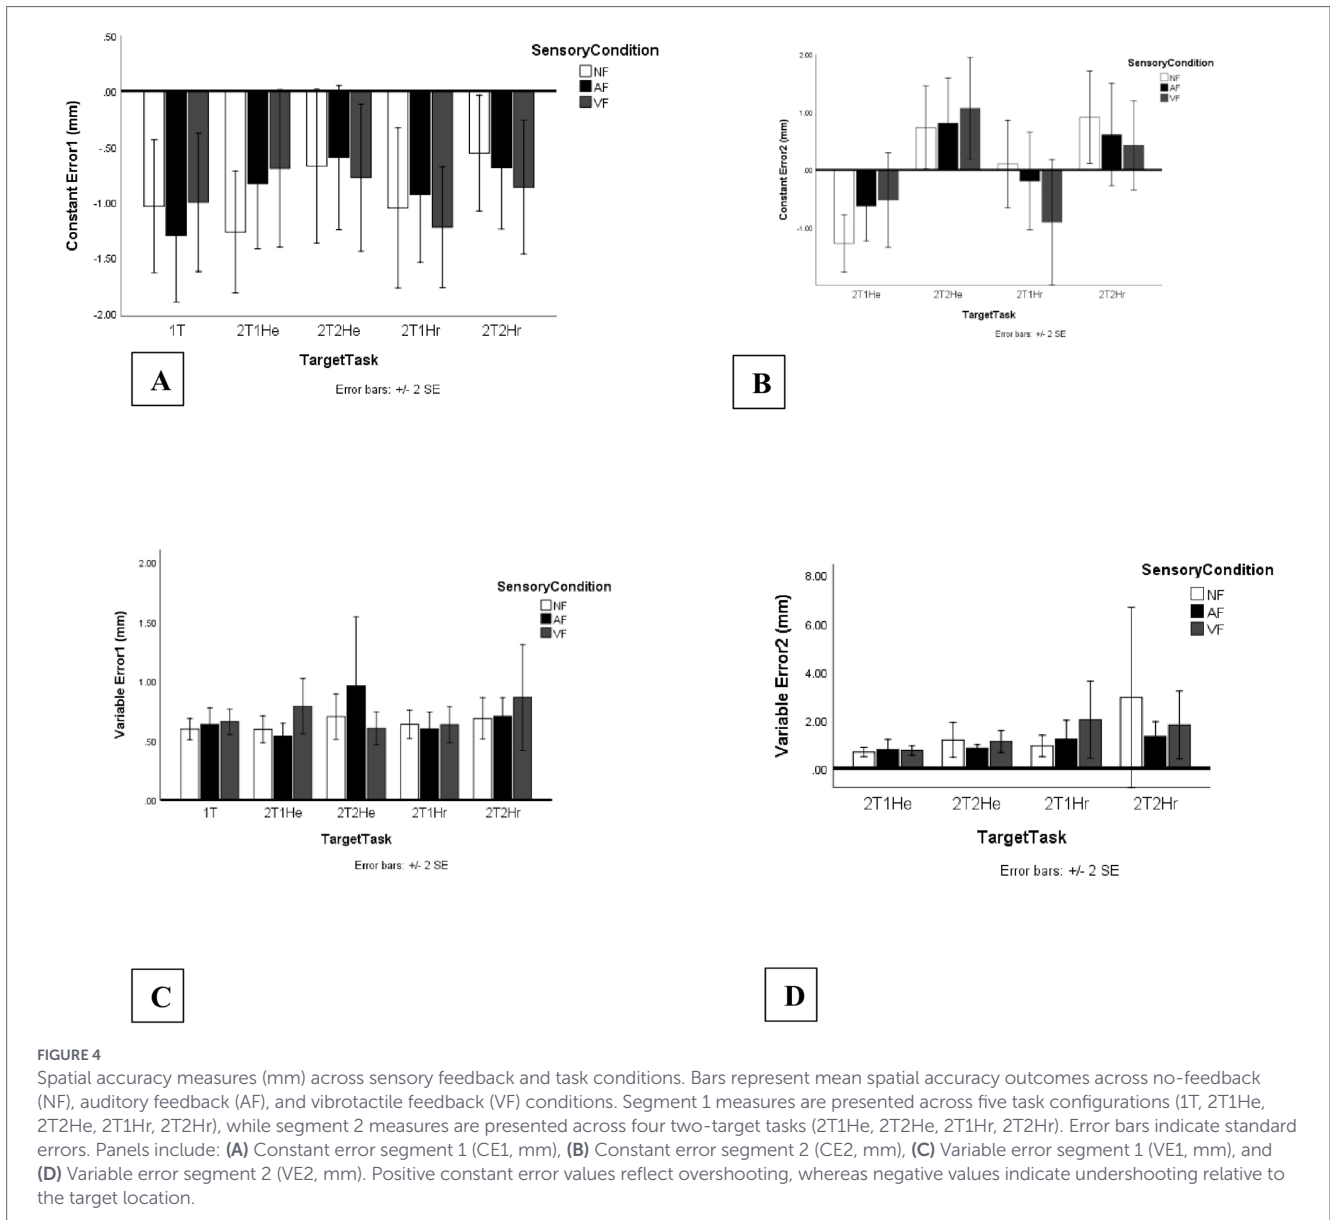 .50
.00
-.50
-1.00
-1.50
-2.00
Constant Error1 (mm)
SensoryCondition
NF
AF
VF
1T 2T1He 2T2He 2T1Hr 2T2Hr
TargetTask
Error bars: +/- 2 SE
A
2.00
1.00
.00
-1.00
Constant Error2 (mm)
SensoryCondition
NF
AF
VF
2T1He 2T2He 2T1Hr 2T2Hr
TargetTask
Error bars: +/- 2 SE
B
2.00
1.50
1.00
.50
.00
Variable Error1 (mm)
SensoryCondition
NF
AF
VF
1T 2T1He 2T2He 2T1Hr 2T2Hr
TargetTask
Error bars: +/- 2 SE
C
8.00
6.00
4.00
2.00
.00
Variable Error2 (mm)
SensoryCondition
NF
AF
VF
2T1He 2T2He 2T1Hr 2T2Hr
TargetTask
Error bars: +/- 2 SE
D
FIGURE 4
Spatial accuracy measures (mm) across sensory feedback and task conditions. Bars represent mean spatial accuracy outcomes across no-feedback
(NF), auditory feedback (AF), and vibrotactile feedback (VF) conditions. Segment 1 measures are presented across five task configurations (1T, 2T1He,
2T2He, 2T1Hr, 2T2Hr), while segment 2 measures are presented across four two-target tasks (2T1He, 2T2He, 2T1Hr, 2T2Hr). Error bars indicate standard
errors. Panels include: (A) Constant error segment 1 (CE1, mm), (B) Constant error segment 2 (CE2, mm), (C) Variable error segment 1 (VE1, mm), and
(D) Variable error segment 2 (VE2, mm). Positive constant error values reflect overshooting, whereas negative values indicate undershooting relative to
the target location.